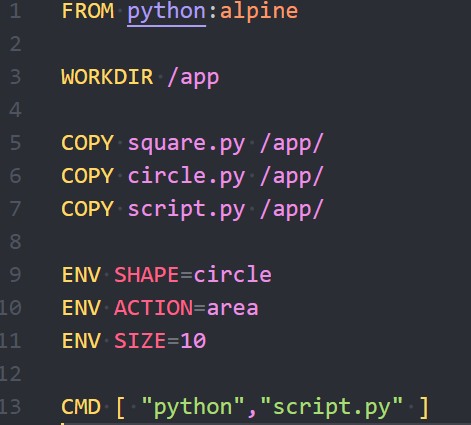 1 FROM python:alpine
2
3 WORKDIR /app
4
5 COPY square.py /app/
6 COPY circle.py /app/
7 COPY script.py /app/
8
9 ENV SHAPE=circle
10 ENV ACTION=area
11 ENV SIZE=10
12
13 CMD [ "python","script.py" ]